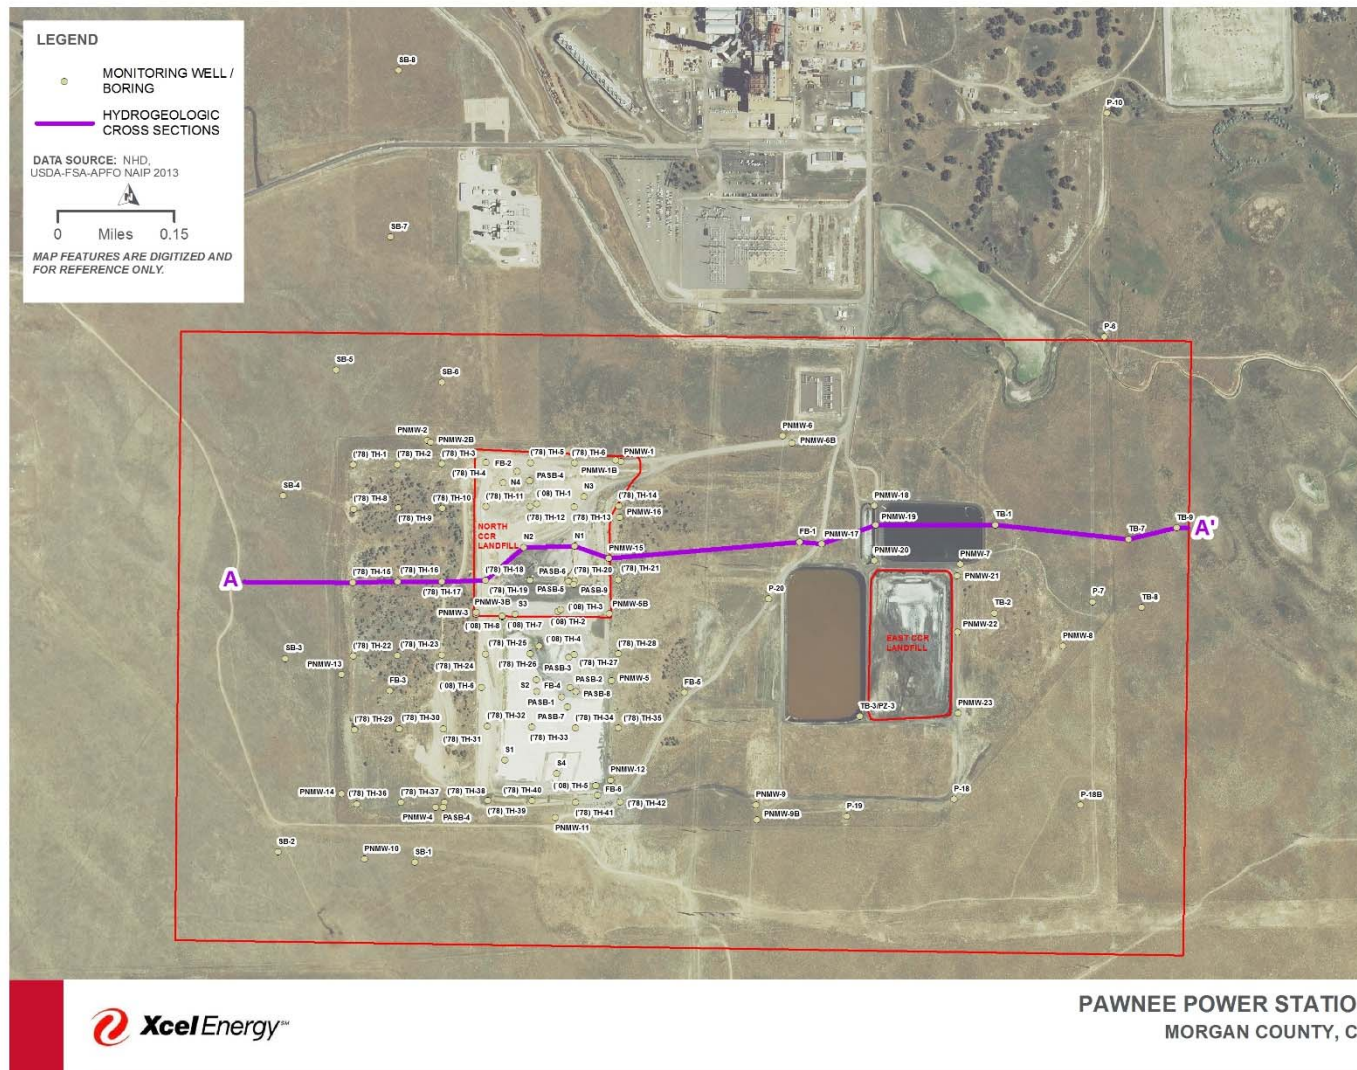 LEGEND
MONITORING WELL /
BORING
HYDROGEOLOGIC
CROSS SECTIONS
DATA SOURCE: NHD,
USDA-FSA-APFO NAIP 2013
0 Miles 0.15
MAP FEATURES ARE DIGITIZED AND
FOR REFERENCE ONLY.
SB-8
P-10
SB-7
P-6
SB-5
SB-6
PNMW-2
PNMW-2B
PNMW-6
PNMW-6B
('78) TH-1
('78) TH-2
('78) TH-3
('78) TH-5
('78) TH-6
PNMW-1
('78) TH-4
FB-2
PNMW-1B
N4
PASB-4
N3
SB-4
('78) TH-8
('78) TH-10
('78) TH-11
('08) TH-1
('78) TH-14
('78) TH-9
('78) TH-12
('78) TH-13
PNMW-16
PNMW-18
NORTH
CCR
LANDFILL
PNMW-19
TB-1
TB-7
TB-9
A'
N2
N1
FB-1
PNMW-17
PNMW-15
PNMW-20
PNMW-7
A
('78) TH-15
('78) TH-16
('78) TH-17
('78) TH-18
PASB-6
('78) TH-20
('78) TH-21
PNMW-21
('78) TH-19
PASB-5
PASB-9
P-20
P-7
TB-8
PNMW-3
PNMW-3B
S3
('08) TH-3
PNMW-5B
TB-2
('08) TH-8
('08) TH-7
('08) TH-2
PNMW-22
EAST CCR
LANDFILL
PNMW-8
SB-3
('78) TH-22
('78) TH-23
('78) TH-25
('08) TH-4
('78) TH-28
PNMW-13
('78) TH-24
('78) TH-26
PASB-3
('78) TH-27
FB-3
('08) TH-6
S2
FB-4
PASB-2
PNMW-5
PASB-8
FB-5
PASB-1
PNMW-23
('78) TH-29
('78) TH-30
('78) TH-32
PASB-7
('78) TH-34
('78) TH-35
TB-3/PZ-3
('78) TH-31
('78) TH-33
S1
S4
PNMW-12
('08) TH-5
FB-6
PNMW-14
('78) TH-36
('78) TH-37
('78) TH-38
('78) TH-40
('78) TH-42
PNMW-9
P-18
P-18B
PNMW-4
PASB-4
('78) TH-39
('78) TH-41
PNMW-9B
P-19
PNMW-11
SB-2
PNMW-10
SB-1
Xcel Energy SM
PAWNEE POWER STATIO
MORGAN COUNTY, C